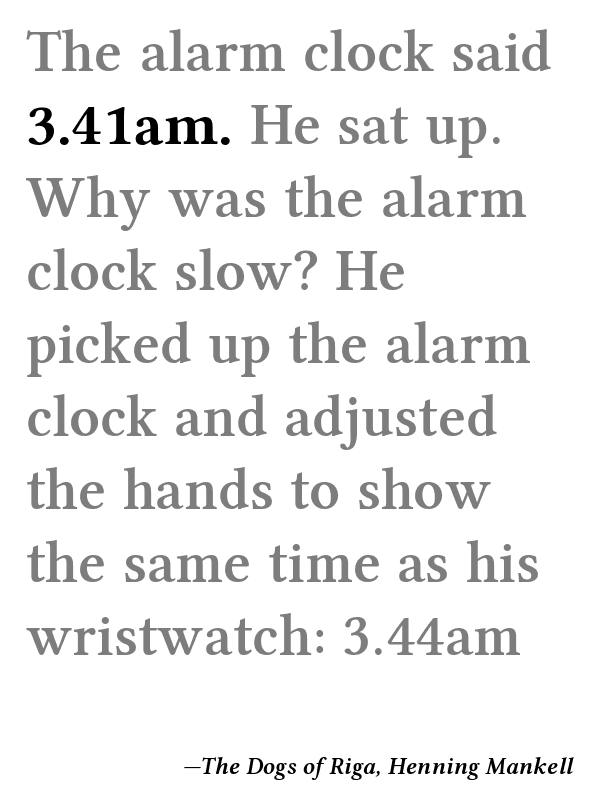 The alarm clock said
3.41am. He sat up.
Why was the alarm
clock slow? He
picked up the alarm
clock and adjusted
the hands to show
the same time as his
wristwatch: 3.44am
—The Dogs of Riga, Henning Mankell